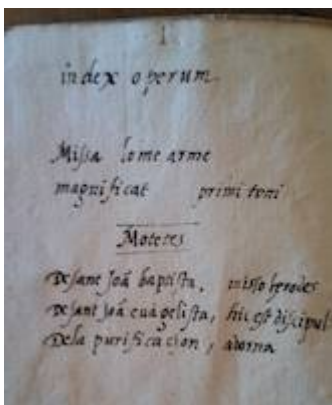 1
index operum
Missa lome arme
magnificat primi toni
Motetes
De sant Joã baptista, misso herodes
De sant Joã euãgelista, hic est discipul
Dela purificacion, adorna